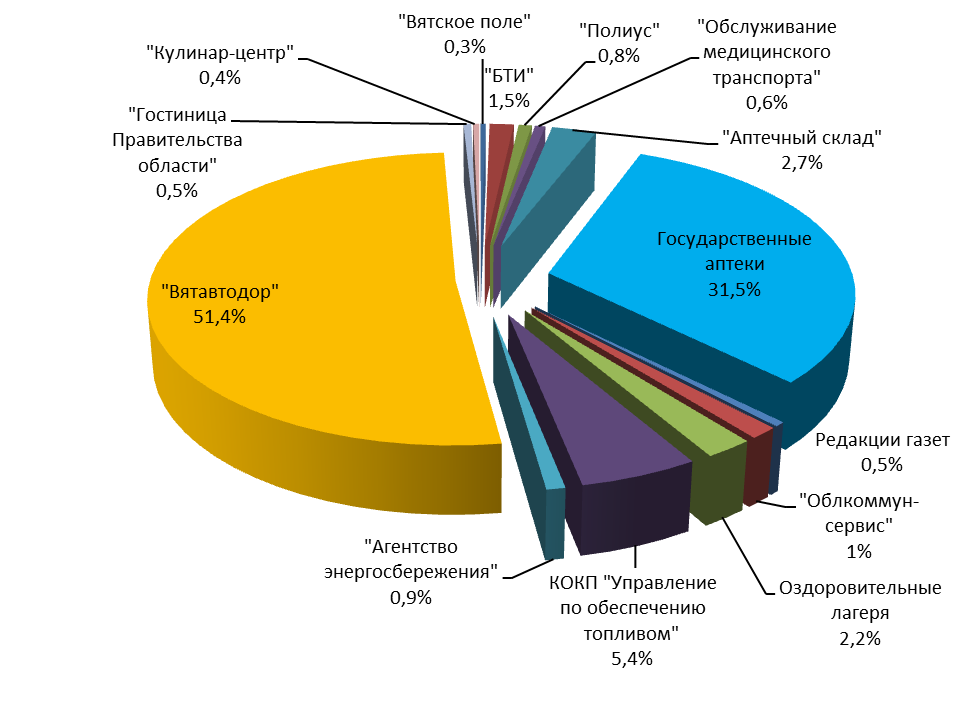 "Вятское поле"
0,3%
"Полиус"
0,8%
"Обслуживание
медицинского
транспорта"
0,6%
"Кулинар-центр"
0,4%
"БТИ"
1,5%
"Гостиница
Правительства
области"
0,5%
"Аптечный склад"
2,7%
Государственные
аптеки
31,5%
"Вятавтодор"
51,4%
Редакции газет
0,5%
"Облкоммун-
сервис"
1%
"Агентство
энергосбережения"
0,9%
КОКП "Управление
по обеспечению
топливом"
5,4%
Оздоровительные
лагеря
2,2%